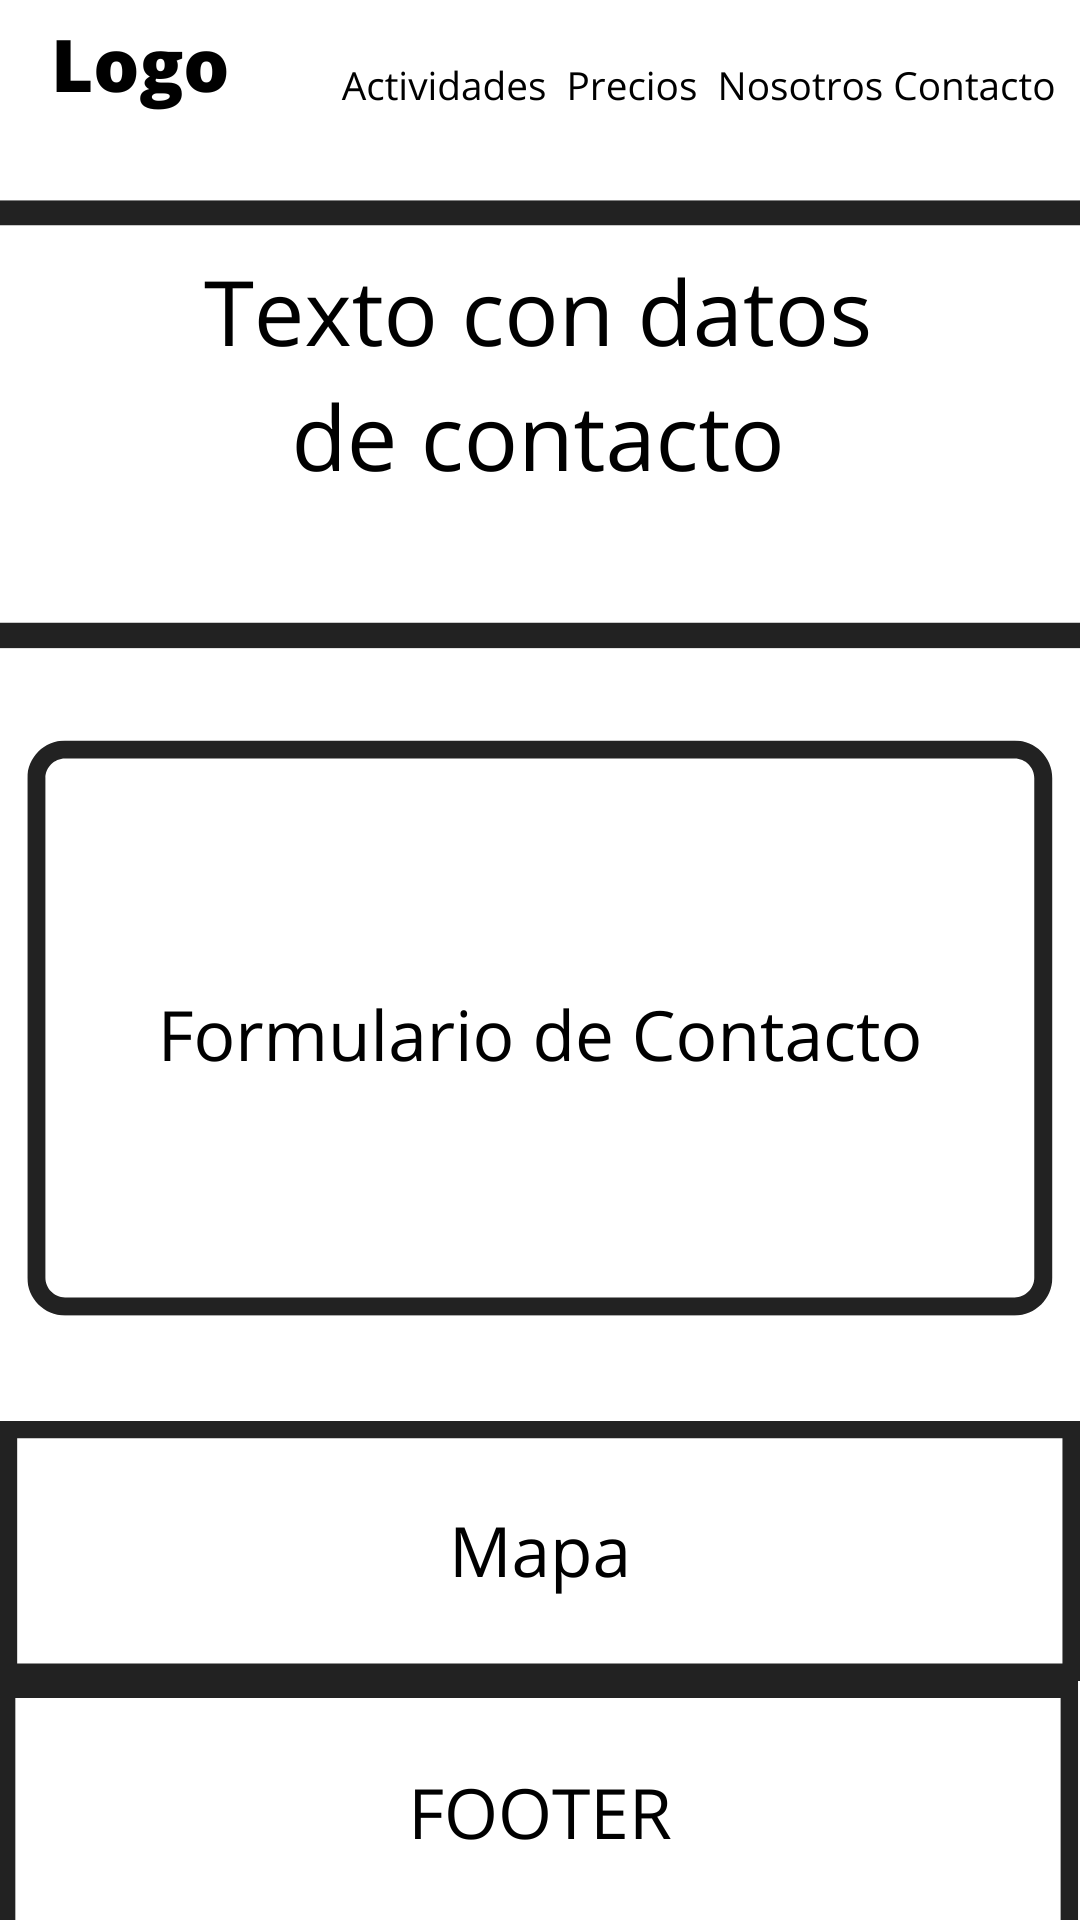 Logo
Actividades Precios Nosotros Contacto
Texto con datos
de contacto
Formulario de Contacto
Mapa
FOOTER